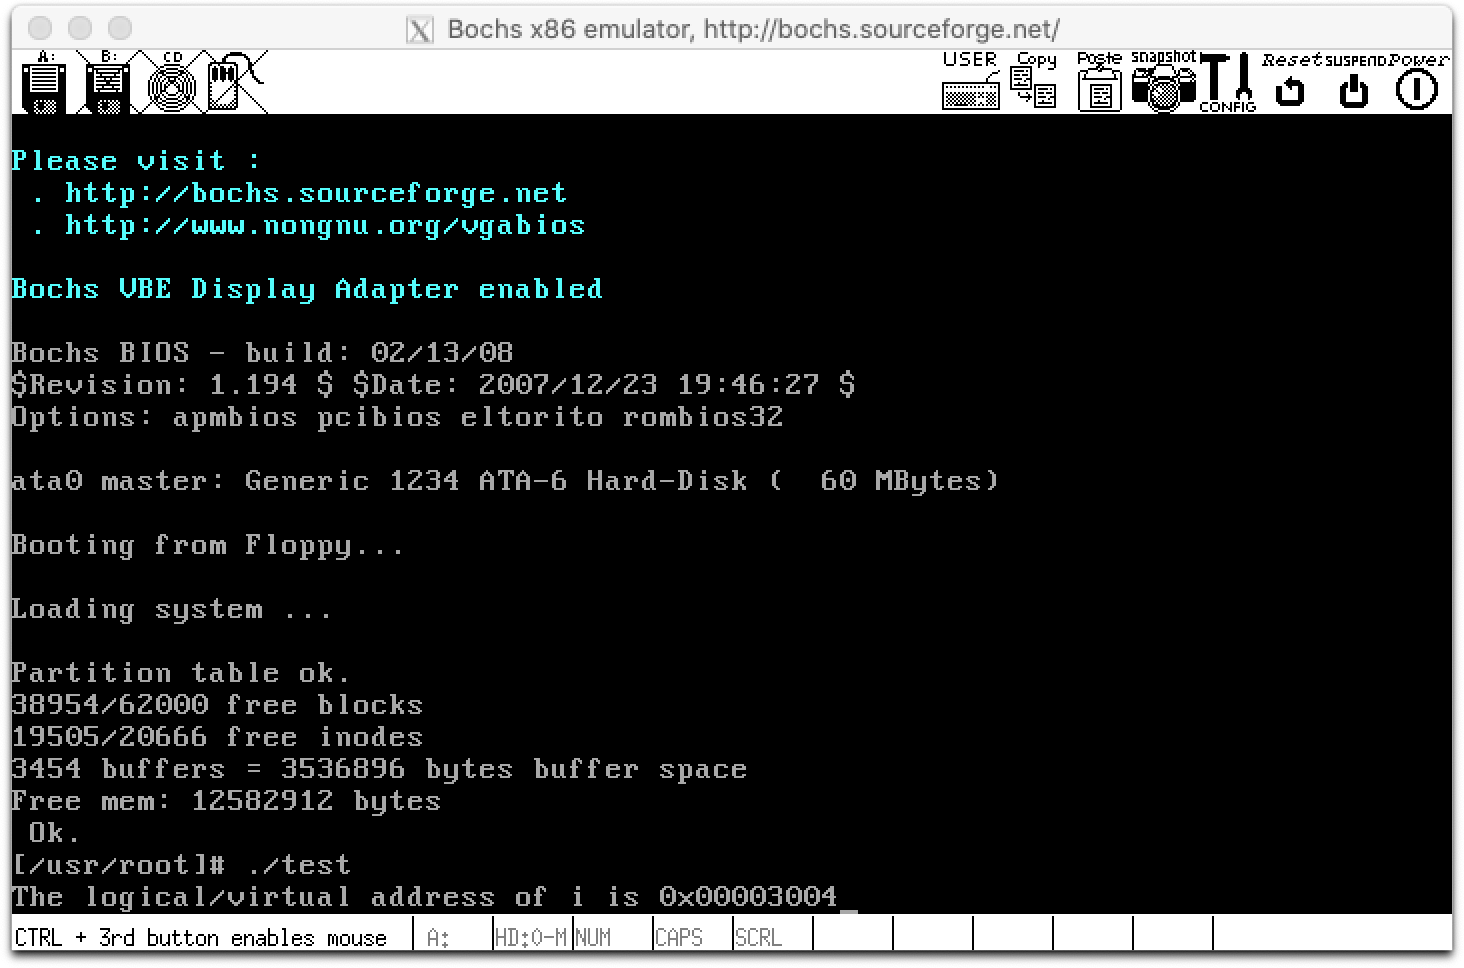 Bochs x86 emulator, http://bochs.sourceforge.net/
A: B: CD USER Copy Paste snapshot CONFIG Reset SUSPEND Power
Please visit :
 . http://bochs.sourceforge.net
 . http://www.nongnu.org/vgabios
Bochs VBE Display Adapter enabled
Bochs BIOS - build: 02/13/08
$Revision: 1.194 $ $Date: 2007/12/23 19:46:27 $
Options: apmbios pcibios eltorito rombios32
ata0 master: Generic 1234 ATA-6 Hard-Disk (  60 MBytes)
Booting from Floppy...
Loading system ...
Partition table ok.
38954/62000 free blocks
19505/20666 free inodes
3454 buffers = 3536896 bytes buffer space
Free mem: 12582912 bytes
 Ok.
[/usr/root]# ./test
The logical/virtual address of i is 0x00003004_
CTRL + 3rd button enables mouse A: HD:0-M NUM CAPS SCRL